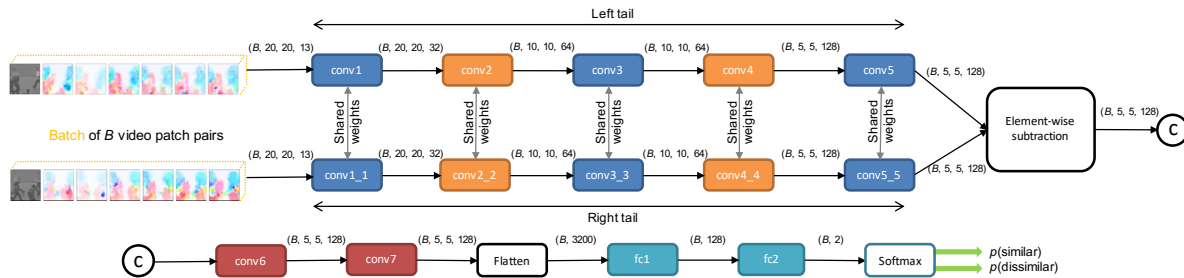 Left tail
(B, 20, 20, 13)
(B, 20, 20, 32)
(B, 10, 10, 64)
(B, 10, 10, 64)
(B, 5, 5, 128)
conv1
conv2
conv3
conv4
conv5
(B, 5, 5, 128)
Batch of B video patch pairs
Shared
weights
Shared
weights
Shared
weights
Shared
weights
Shared
weights
Element-wise
subtraction
(B, 5, 5, 128)
C
(B, 20, 20, 13)
(B, 20, 20, 32)
(B, 10, 10, 64)
(B, 10, 10, 64)
(B, 5, 5, 128)
(B, 5, 5, 128)
conv1_1
conv2_2
conv3_3
conv4_4
conv5_5
Right tail
C
conv6
(B, 5, 5, 128)
conv7
(B, 5, 5, 128)
Flatten
(B, 3200)
fc1
(B, 128)
fc2
(B, 2)
Softmax
p(similar)
p(dissimilar)